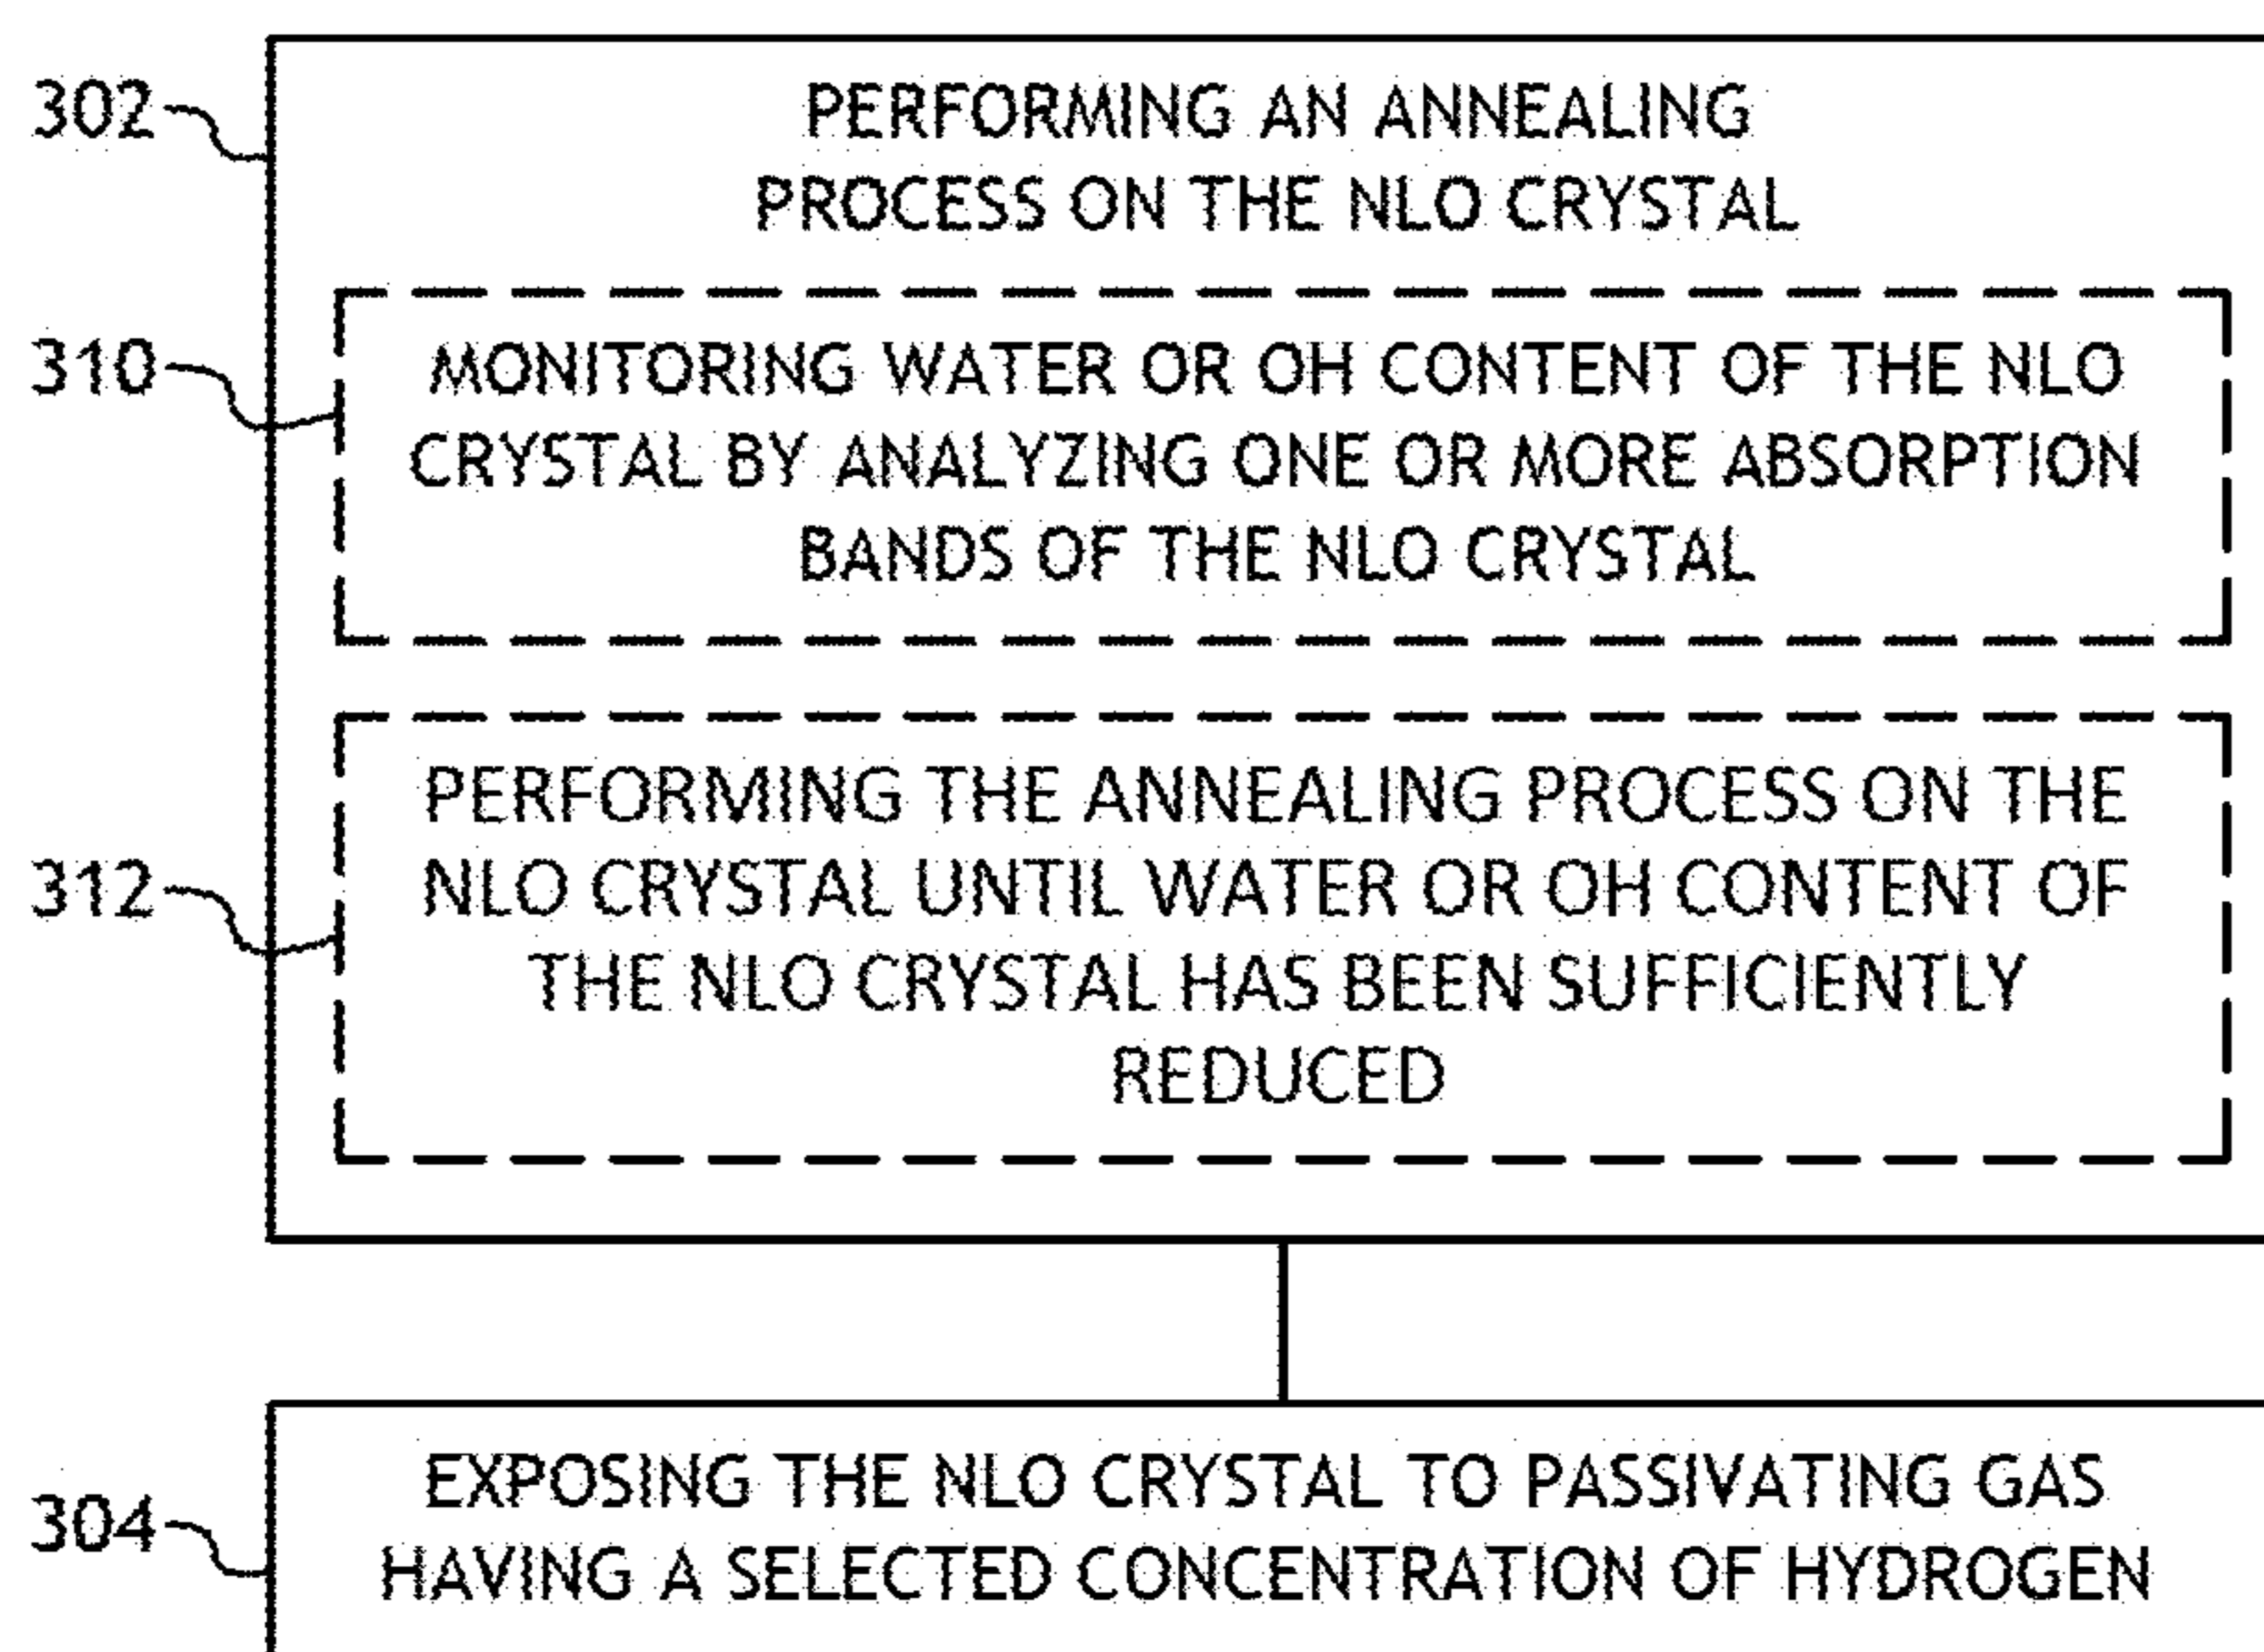 302
PERFORMING AN ANNEALING
PROCESS ON THE NLO CRYSTAL
310
MONITORING WATER OR OH CONTENT OF THE NLO
CRYSTAL BY ANALYZING ONE OR MORE ABSORPTION
BANDS OF THE NLO CRYSTAL
312
PERFORMING THE ANNEALING PROCESS ON THE
NLO CRYSTAL UNTIL WATER OR OH CONTENT OF
THE NLO CRYSTAL HAS BEEN SUFFICIENTLY
REDUCED
304
EXPOSING THE NLO CRYSTAL TO PASSIVATING GAS
HAVING A SELECTED CONCENTRATION OF HYDROGEN